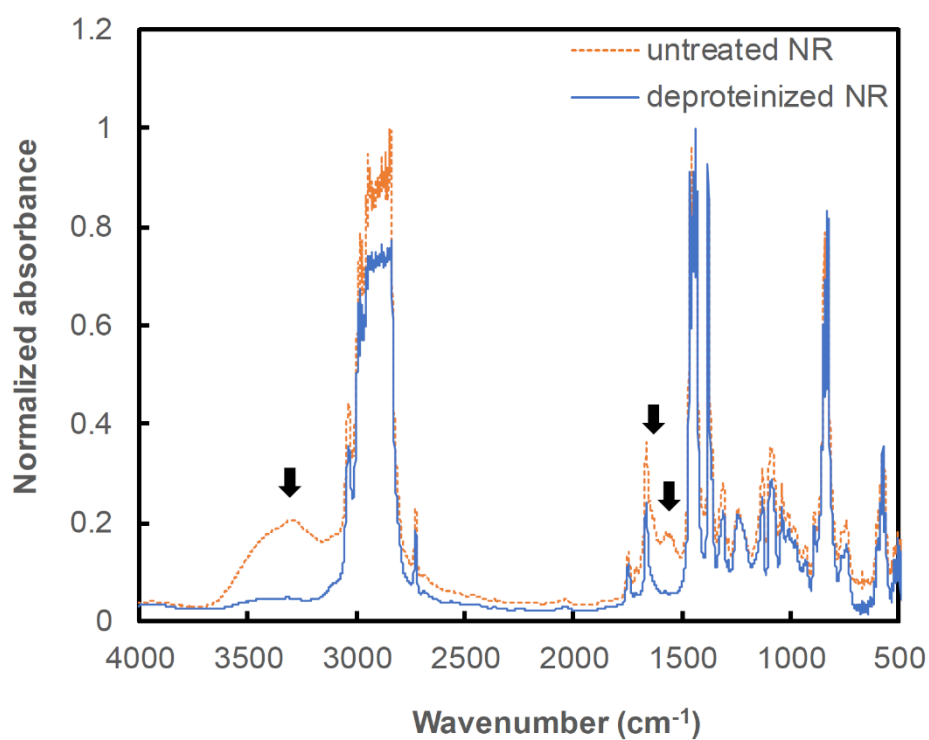 1.2
1
0.8
0.6
0.4
0.2
0
untreated NR
deproteinized NR
Normalized absorbance
4000 3500 3000 2500 2000 1500 1000 500
Wavenumber (cm⁻¹)